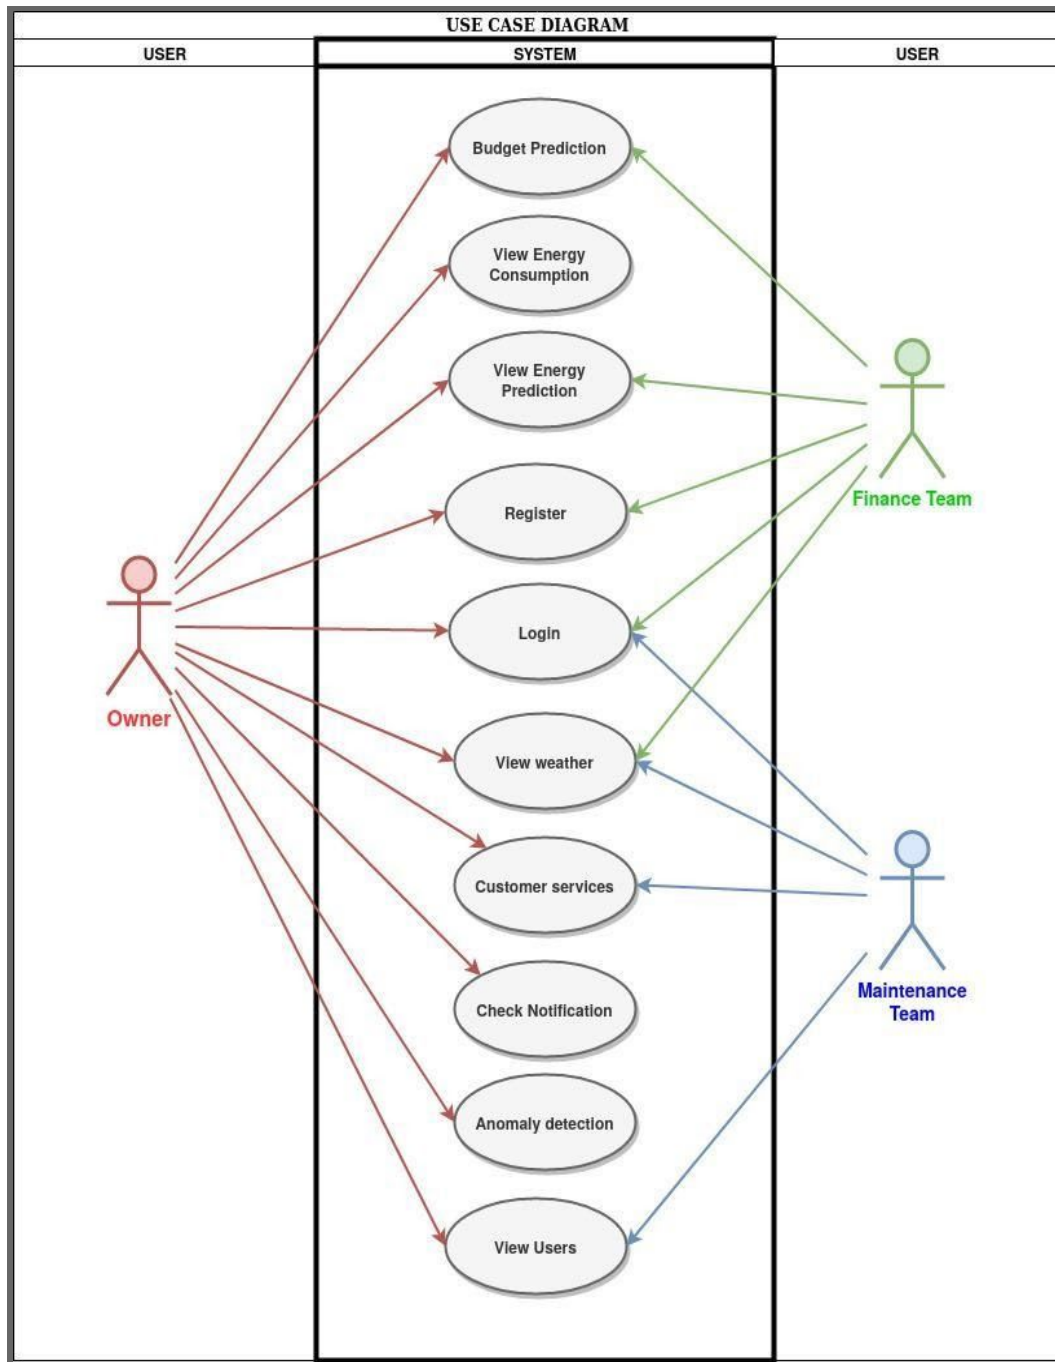 USE CASE DIAGRAM
USER
SYSTEM
USER
Budget Prediction
View Energy
Consumption
View Energy
Prediction
Finance Team
Register
Login
Owner
View weather
Customer services
Check Notification
Maintenance
Team
Anomaly detection
View Users